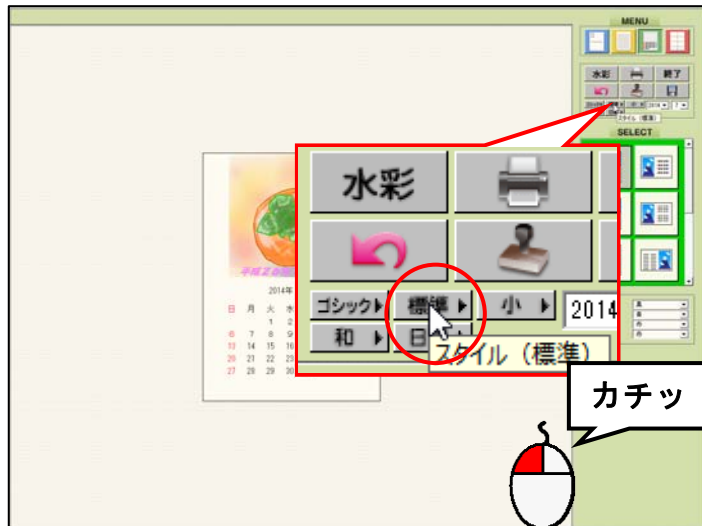 MENU
水彩
終了
2014
7
スタイル（標準）
SELECT
水彩
ゴシック
標準
小
2014
和
日
スタイル（標準）
カチッ
2014年
日 月 火 水
1 2
6 7 8 9
13 14 15 16
20 21 22 23
27 28 29 30